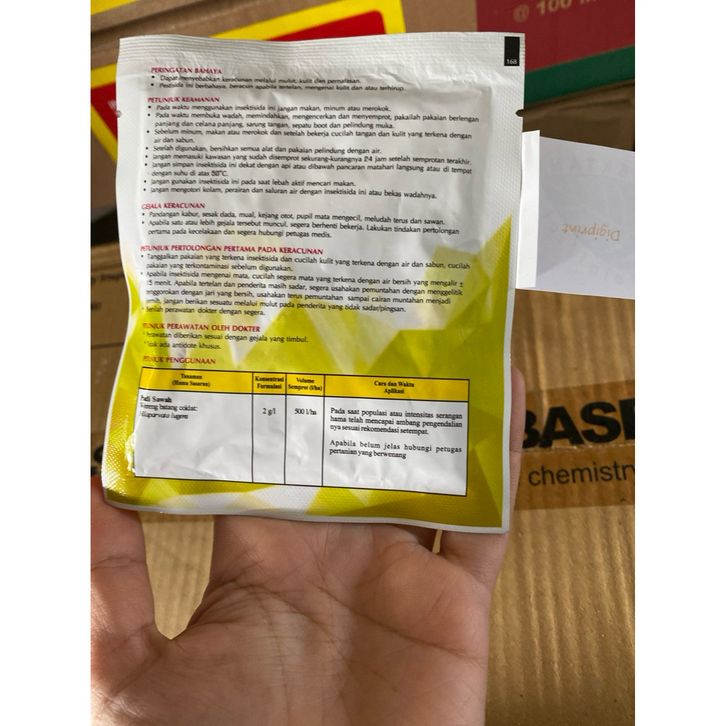 @ 100
168
PERINGATAN BAHAYA
• Dapat menyebabkan keracunan melalui mulut, kulit dan pernafasan.
• Pestisida ini berbahaya, beracun apabila tertelan, mengenai kulit dan atau terhirup.
PETUNJUK KEAMANAN
• Pada waktu menggunakan insektisida ini jangan makan, minum atau merokok.
• Pada waktu membuka wadah, memindahkan, mengencerkan dan menyemprot, pakailah pakaian berlengan
panjang dan celana panjang, sarung tangan, sepatu boot dan pelindung muka.
• Sebelum minum, makan atau merokok dan setelah bekerja cucilah tangan dan kulit yang terkena dengan
air dan sabun.
• Setelah digunakan, bersihkan semua alat dan pakaian pelindung dengan air.
• Jangan memasuki kawasan yang sudah disemprot sekurang-kurangnya 24 jam setelah semprotan terakhir.
• Jangan simpan insektisida ini dekat dengan api atau dibawah pancaran matahari langsung atau di tempat
dengan suhu di atas 50°C.
• Jangan gunakan insektisida ini pada saat lebah aktif mencari makan.
• Jangan mengotori kolam, perairan dan saluran air dengan insektisida ini atau bekas wadahnya.
GEJALA KERACUNAN
• Pandangan kabur, sesak dada, mual, kejang otot, pupil mata mengecil, meludah terus dan sawan.
• Apabila satu atau lebih gejala tersebut muncul, segera berhenti bekerja. Lakukan tindakan pertolongan
pertama pada kecelakaan dan segera hubungi petugas medis.
PETUNJUK PERTOLONGAN PERTAMA PADA KERACUNAN
• Tanggalkan pakaian yang terkena insektisida dan cucilah kulit yang terkena dengan air dan sabun, cucilah
pakaian yang terkontaminasi sebelum digunakan.
• Apabila insektisida mengenai mata, cucilah segera mata yang terkena dengan air bersih yang mengalir ±
15 menit. Apabila tertelan dan penderita masih sadar, segera usahakan pemuntahan dengan menggelitik
tenggorokan dengan jari yang bersih, usahakan terus pemuntahan sampai cairan muntahan menjadi
jernih, jangan berikan sesuatu melalui mulut pada penderita yang tidak sadar/pingsan.
• Berilah perawatan dokter dengan segera.
PETUNJUK PERAWATAN OLEH DOKTER
• Perawatan diberikan sesuai dengan gejala yang timbul.
• Tidak ada antidote khusus.
PETUNJUK PENGGUNAAN
Tanaman (Hama Sasaran) Konsentrasi Formulasi Volume Semprot (l/ha) Cara dan Waktu Aplikasi
Padi Sawah
Wereng batang coklat: 2 g/l 500 l/ha Pada saat populasi atau intensitas serangan
Nilaparvata lugens hama telah mencapai ambang pengendalian
nya sesuai rekomendasi setempat.
Apabila belum jelas hubungi petugas
pertanian yang berwenang
Digiprint
BASF
chemistry